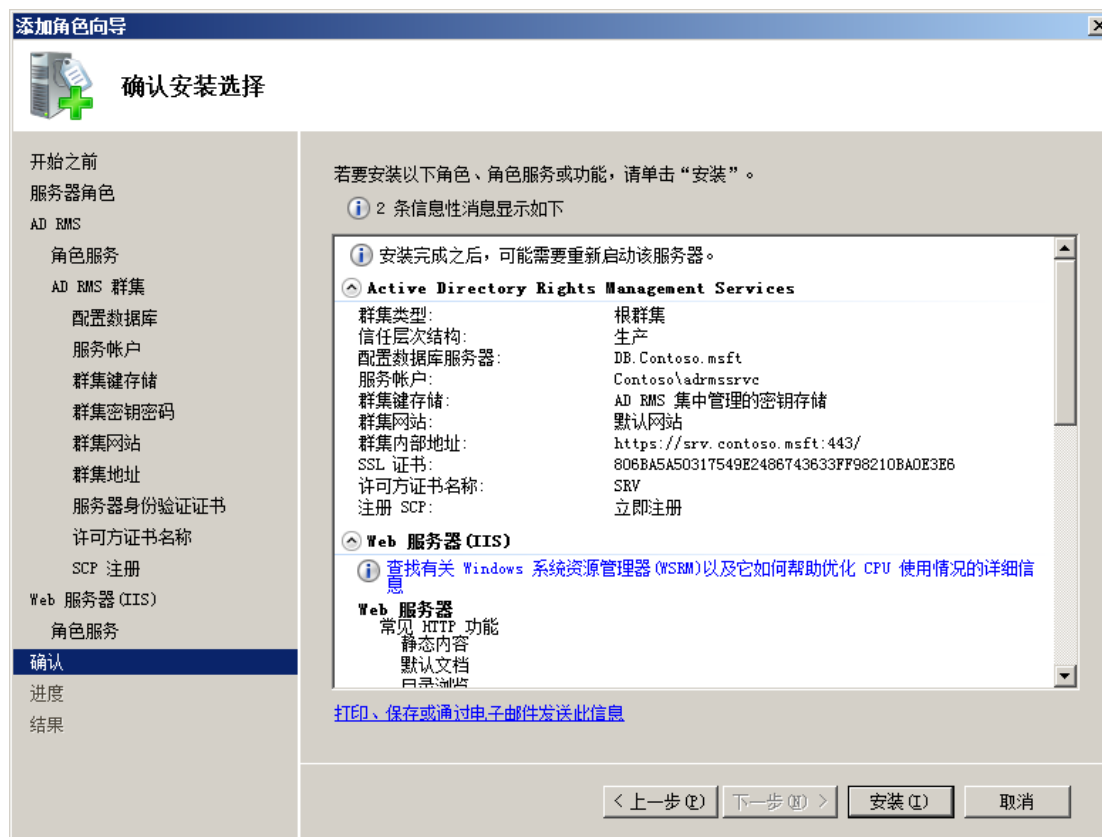 添加角色向导
确认安装选择
开始之前
服务器角色
AD RMS
角色服务
AD RMS 群集
配置数据库
服务帐户
群集键存储
群集密钥密码
群集网站
群集地址
服务器身份验证证书
许可方证书名称
SCP 注册
Web 服务器(IIS)
角色服务
确认
进度
结果
若要安装以下角色、角色服务或功能，请单击“安装”。
2 条信息性消息显示如下
安装完成之后，可能需要重新启动该服务器。
Active Directory Rights Management Services
群集类型: 根群集
信任层次结构: 生产
配置数据库服务器: DB.Contoso.msft
服务帐户: Contoso\adrmssrvc
群集键存储: AD RMS 集中管理的密钥存储
群集网站: 默认网站
群集内部地址: https://srv.contoso.msft:443/
SSL 证书: 806BA5A50317549E2486743633FF98210BA0E3E6
许可方证书名称: SRV
注册 SCP: 立即注册
Web 服务器(IIS)
查找有关 Windows 系统资源管理器(WSRM)以及它如何帮助优化 CPU 使用情况的详细信
息
Web 服务器
常见 HTTP 功能
静态内容
默认文档
目录浏览
打印、保存或通过电子邮件发送此信息
< 上一步(P) 下一步(N) > 安装(I) 取消